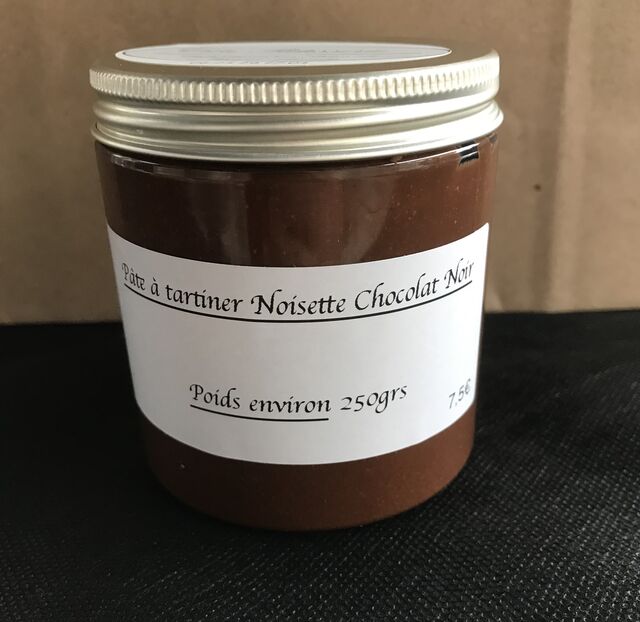 Pâte à tartiner Noisette Chocolat Noir
Poids environ 250grs
7.5€